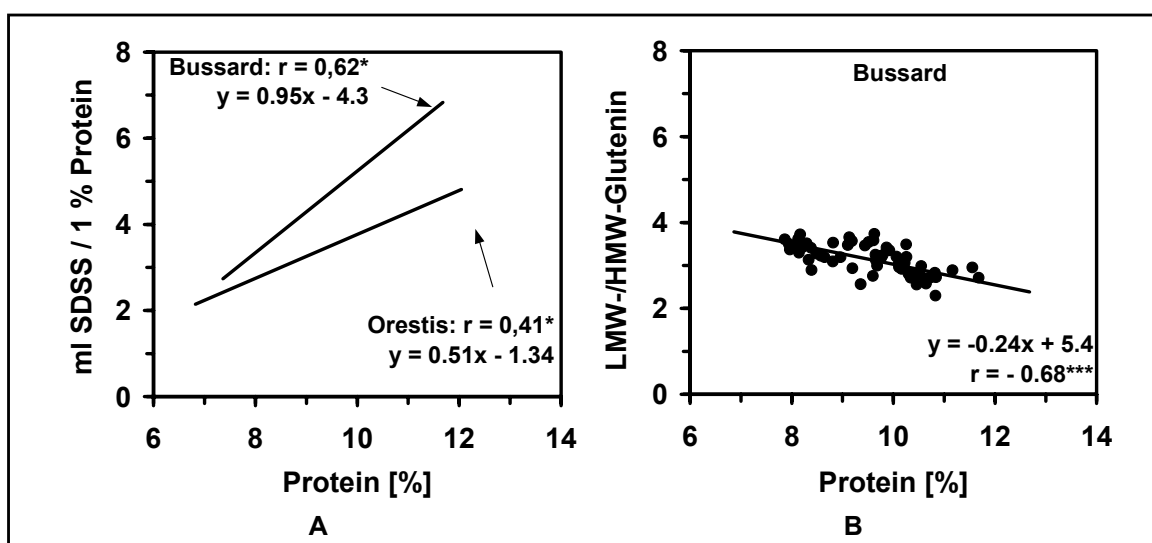 8
6
4
2
0
ml SDSS / 1 % Protein
Bussard: r = 0,62*
y = 0.95x - 4.3
Orestis: r = 0,41*
y = 0.51x - 1.34
6 8 10 12 14
Protein [%]
A
8
6
4
2
0
LMW-/HMW-Glutenin
Bussard
y = -0.24x + 5.4
r = - 0.68***
6 8 10 12 14
Protein [%]
B